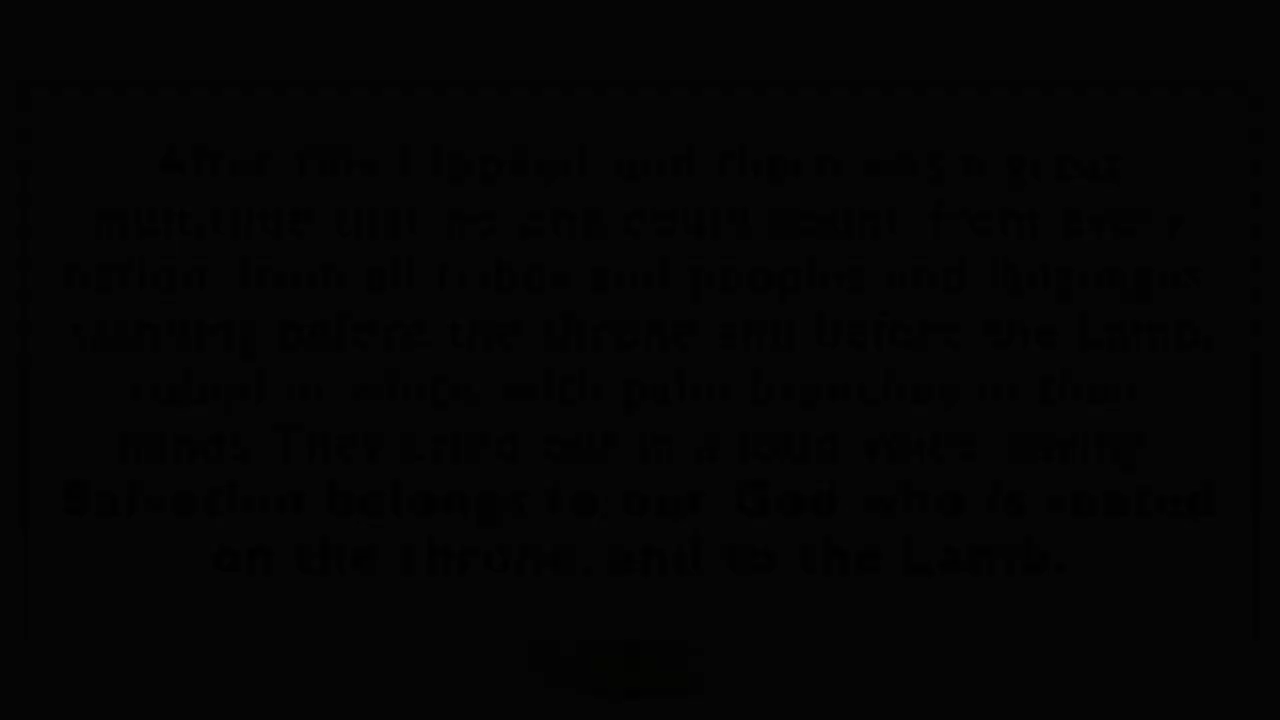 After this I looked, and there was a great
multitude that no one could count, from every
nation, from all tribes and peoples and languages,
standing before the throne and before the Lamb,
robed in white, with palm branches in their
hands. They cried out in a loud voice, saying,
Salvation belongs to our God who is seated
on the throne, and to the Lamb.